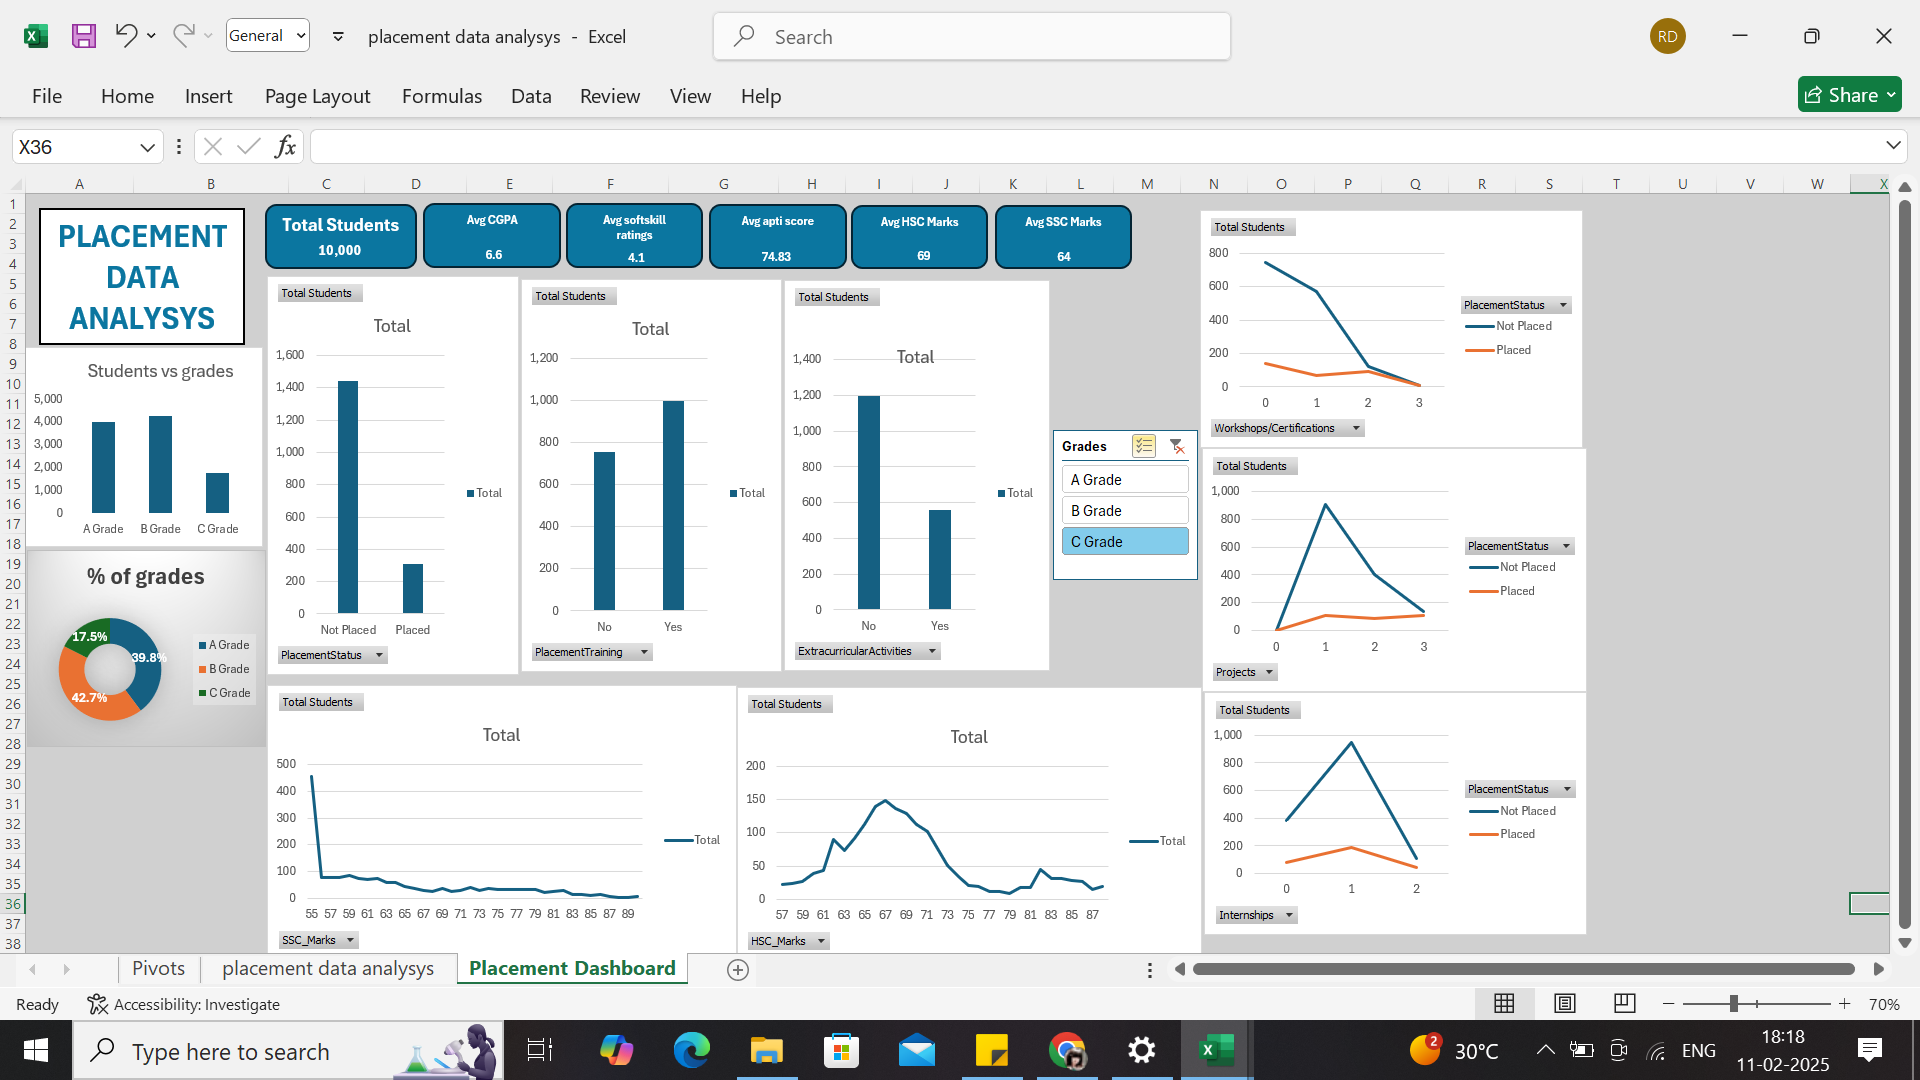 General
placement data analysys - Excel
Search
RD
File Home Insert Page Layout Formulas Data Review View Help
Share
X36
fx
A B C D E F G H I J K L M N O P Q R S T U V W X
1
2
3
4
5
6
7
8
9
10
11
12
13
14
15
16
17
18
19
20
21
22
23
24
25
26
27
28
29
30
31
32
33
34
35
36
37
38
PLACEMENT
DATA
ANALYSYS
Total Students
10,000
Avg CGPA
6.6
Avg softskill
ratings
4.1
Avg apti score
74.83
Avg HSC Marks
69
Avg SSC Marks
64
Students vs grades
5,000
4,000
3,000
2,000
1,000
0
A Grade B Grade C Grade
% of grades
17.5%
39.8%
42.7%
A Grade
B Grade
C Grade
Total Students
Total
1,600
1,400
1,200
1,000
800
600
400
200
0
Not Placed Placed
Total
PlacementStatus
Total Students
Total
1,200
1,000
800
600
400
200
0
No Yes
Total
PlacementTraining
Total Students
Total
1,400
1,200
1,000
800
600
400
200
0
No Yes
Total
ExtracurricularActivities
Grades
A Grade
B Grade
C Grade
Total Students
800
600
400
200
0
0 1 2 3
PlacementStatus
Not Placed
Placed
Workshops/Certifications
Total Students
1,000
800
600
400
200
0
0 1 2 3
PlacementStatus
Not Placed
Placed
Projects
Total Students
1,000
800
600
400
200
0
0 1 2
PlacementStatus
Not Placed
Placed
Internships
Total Students
Total
500
400
300
200
100
0
55 57 59 61 63 65 67 69 71 73 75 77 79 81 83 85 87 89
Total
SSC_Marks
Total Students
Total
200
150
100
50
0
57 59 61 63 65 67 69 71 73 75 77 79 81 83 85 87
Total
HSC_Marks
Pivots placement data analysys Placement Dashboard
Ready Accessibility: Investigate
70%
Type here to search
2
30°C
ENG
18:18
11-02-2025